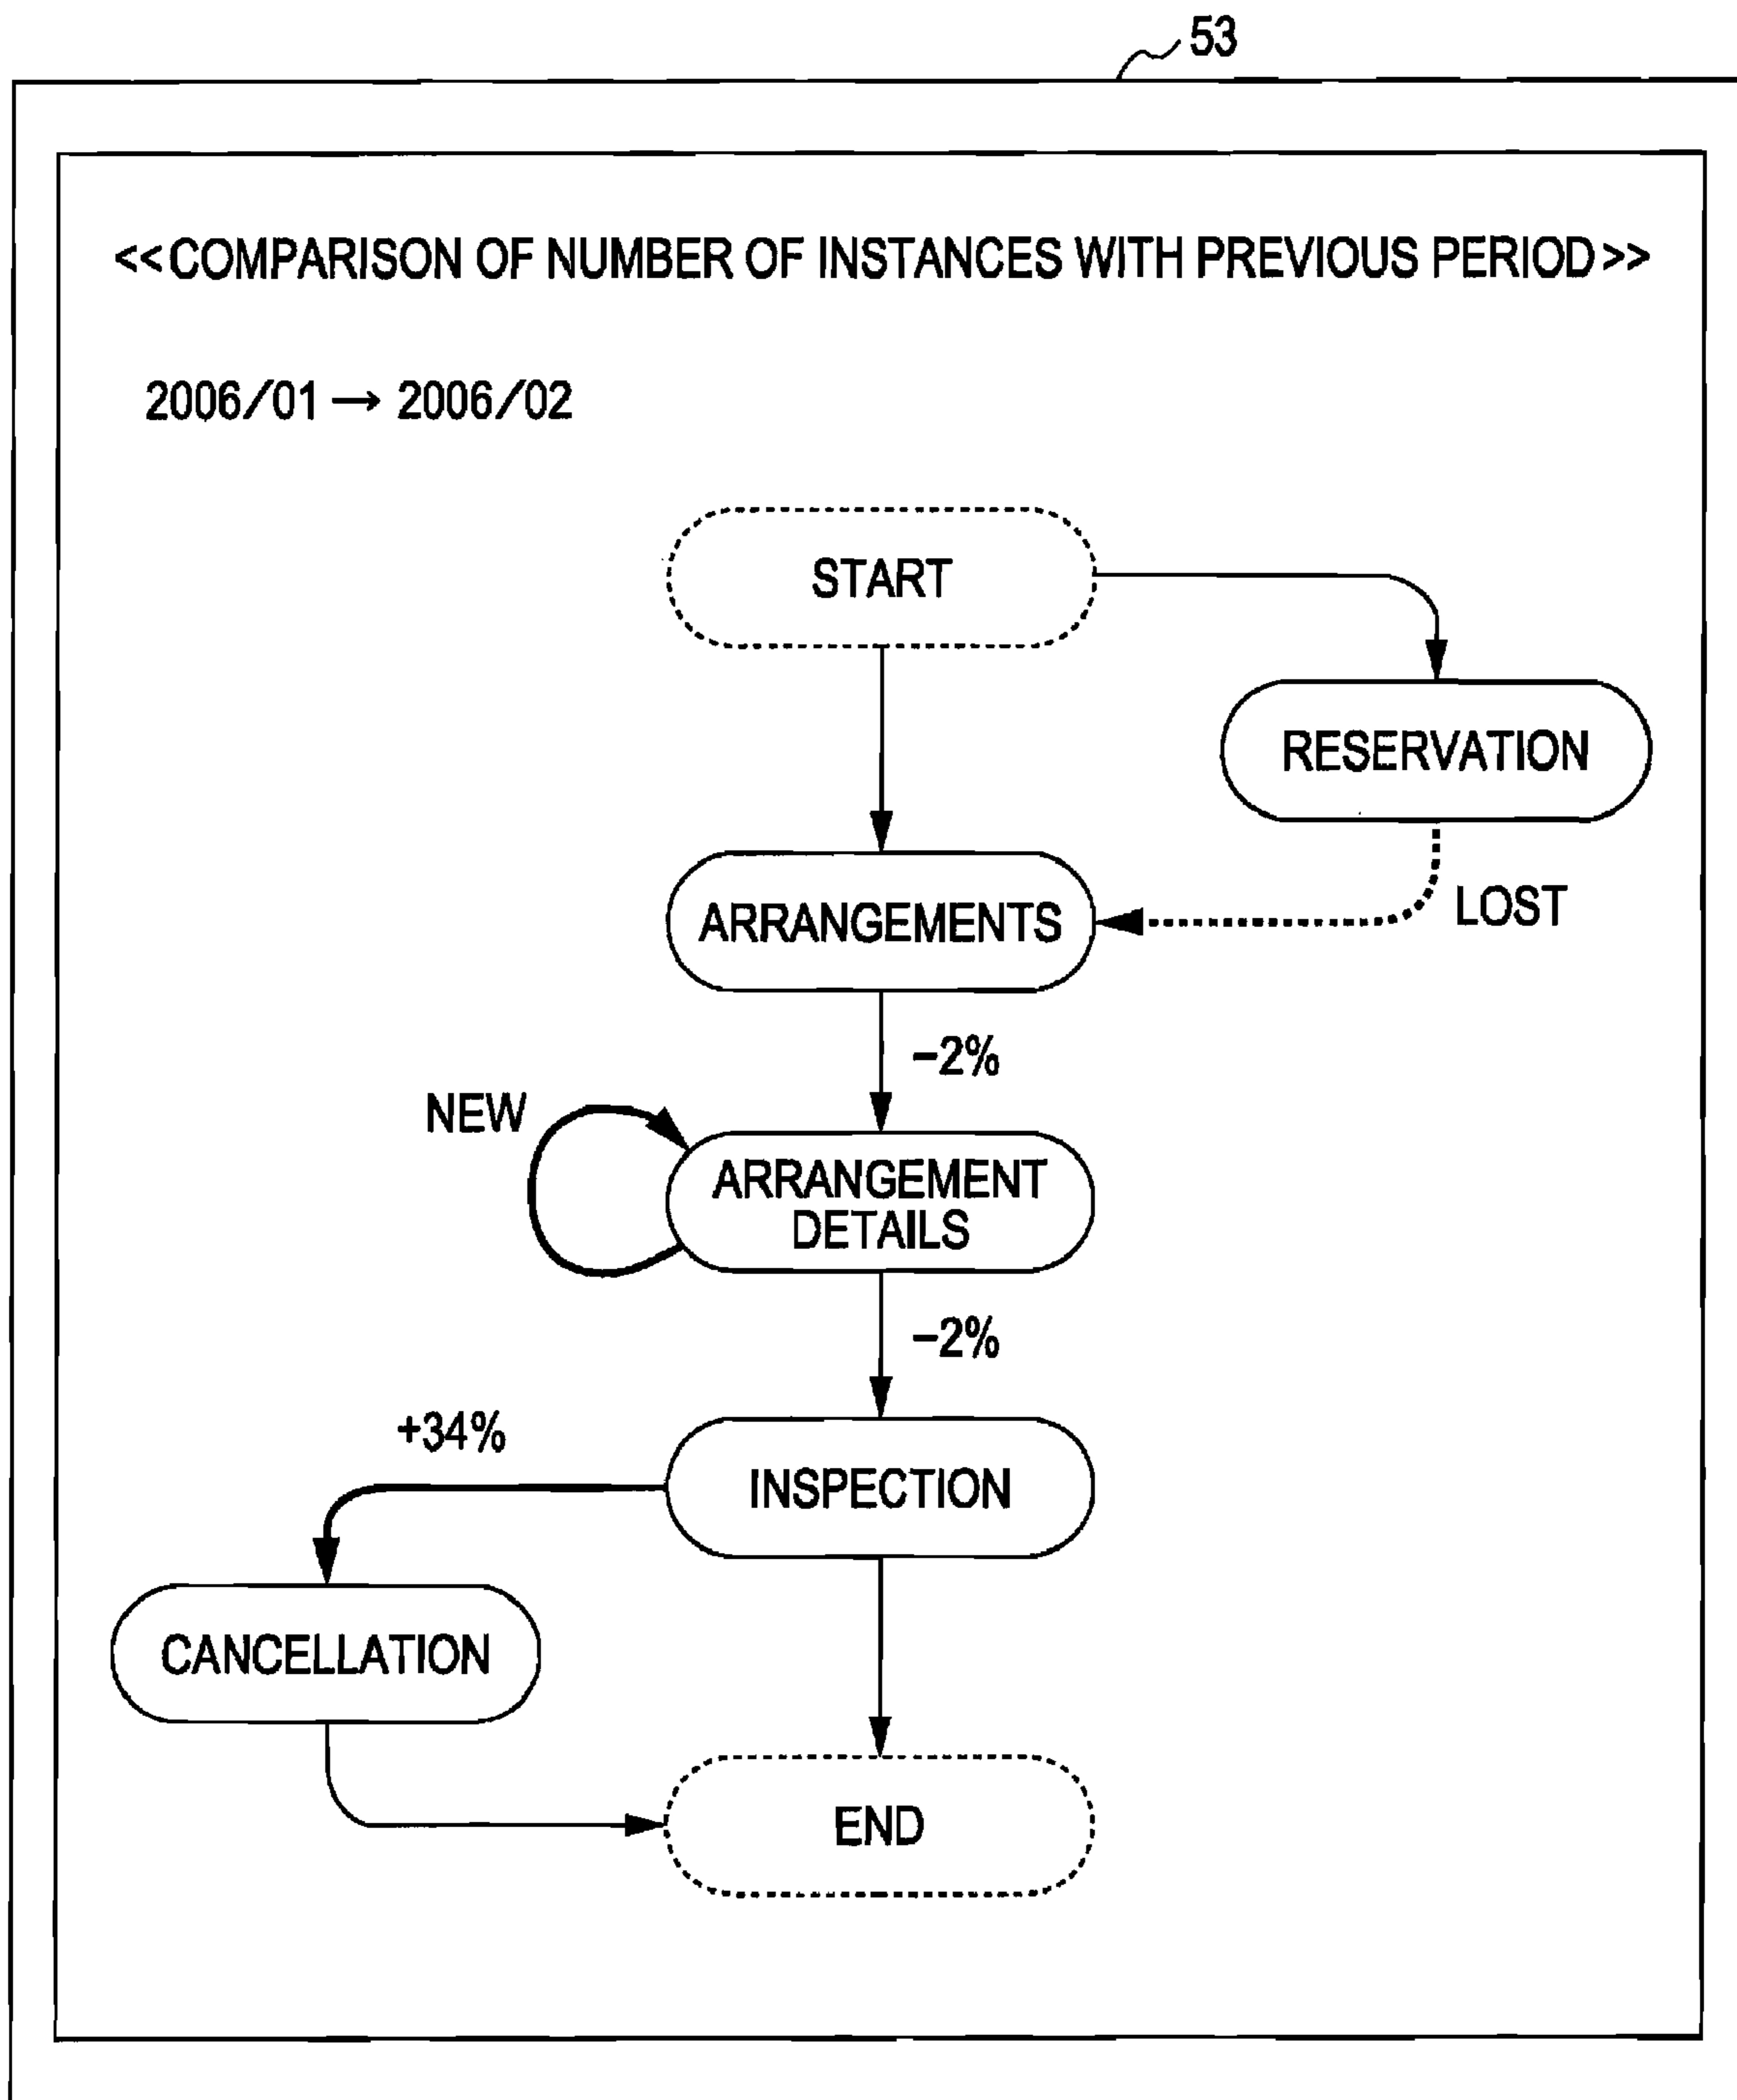 53
<<COMPARISON OF NUMBER OF INSTANCES WITH PREVIOUS PERIOD>>
2006/01 → 2006/02
START
RESERVATION
LOST
ARRANGEMENTS
−2%
NEW
ARRANGEMENT
DETAILS
−2%
+34%
INSPECTION
CANCELLATION
END